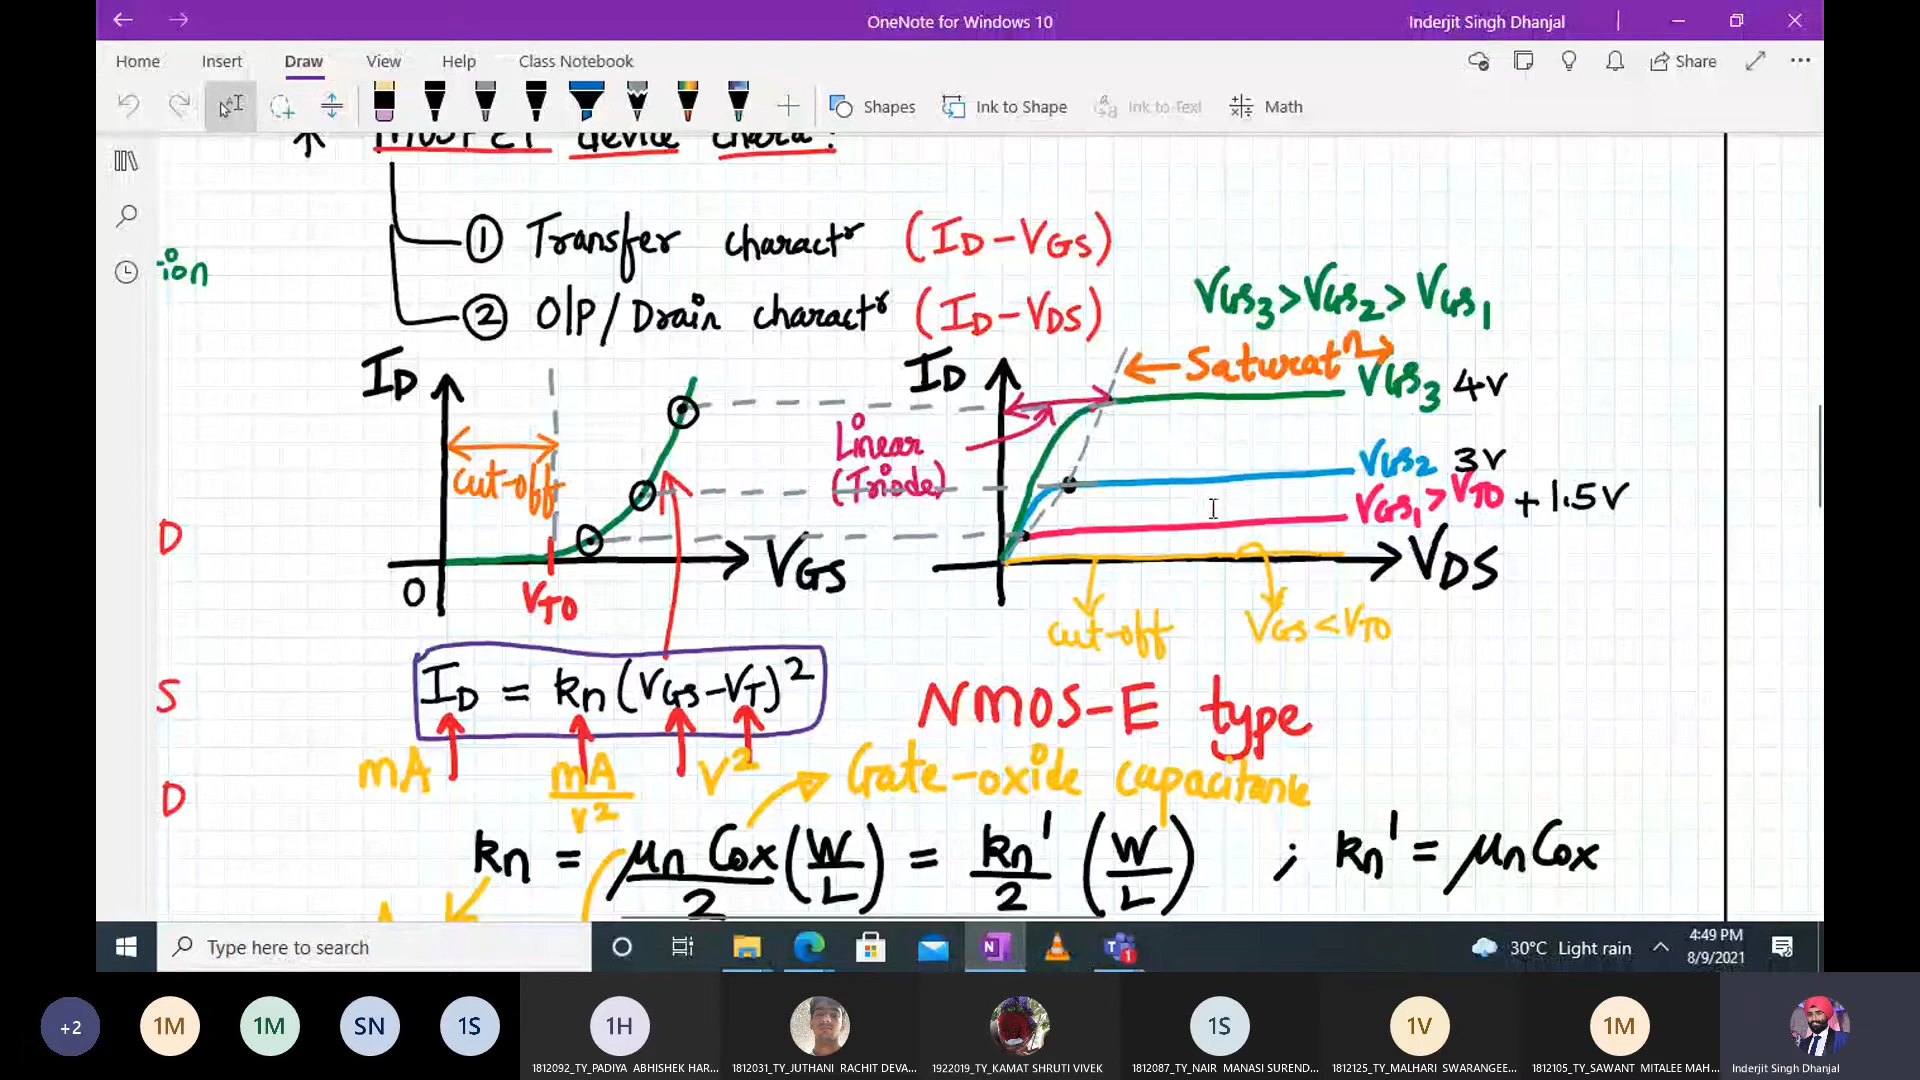 OneNote for Windows 10
Inderjit Singh Dhanjal
Home Insert Draw View Help Class Notebook
Share
Shapes Ink to Shape Ink to Text Math
MOSFET device chara:
① Transfer charactr (ID-VGS)
ion
② O/P/Drain charactr (ID-VDS)
VGS3>VGS2>VGS1
ID
ID
Saturatn
VGS3 4V
cut-off
Linear
(Triode)
VGS2 3V
VGS1>VTO + 1.5V
D
0
VTO
VGS
VDS
cut-off
VGS<VTO
S
ID = kn(VGS-VT)²
NMOS-E type
mA
mA/V²
V²
Gate-oxide capacitance
D
kn = μnCox/2 (W/L) = kn'/2 (W/L) ; kn' = μnCox
Type here to search
30°C Light rain
4:49 PM
8/9/2021
+2 1M 1M SN 1S 1H 1S 1V 1M
1812092_TY_PADIYA ABHISHEK HAR...
1812031_TY_JUTHANI RACHIT DEVA...
1922019_TY_KAMAT SHRUTI VIVEK
1812087_TY_NAIR MANASI SUREND...
1812125_TY_MALHARI SWARANGEE...
1812105_TY_SAWANT MITALEE MAH...
Inderjit Singh Dhanjal